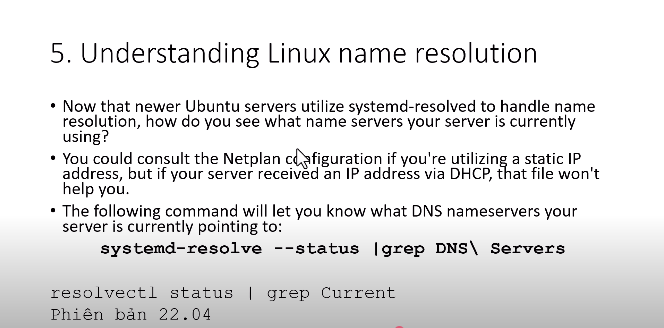 5. Understanding Linux name resolution
• Now that newer Ubuntu servers utilize systemd-resolved to handle name
resolution, how do you see what name servers your server is currently
using?
• You could consult the Netplan configuration if you're utilizing a static IP
address, but if your server received an IP address via DHCP, that file won't
help you.
• The following command will let you know what DNS nameservers your
server is currently pointing to:
systemd-resolve --status |grep DNS\ Servers
resolvectl status | grep Current
Phiên bản 22.04